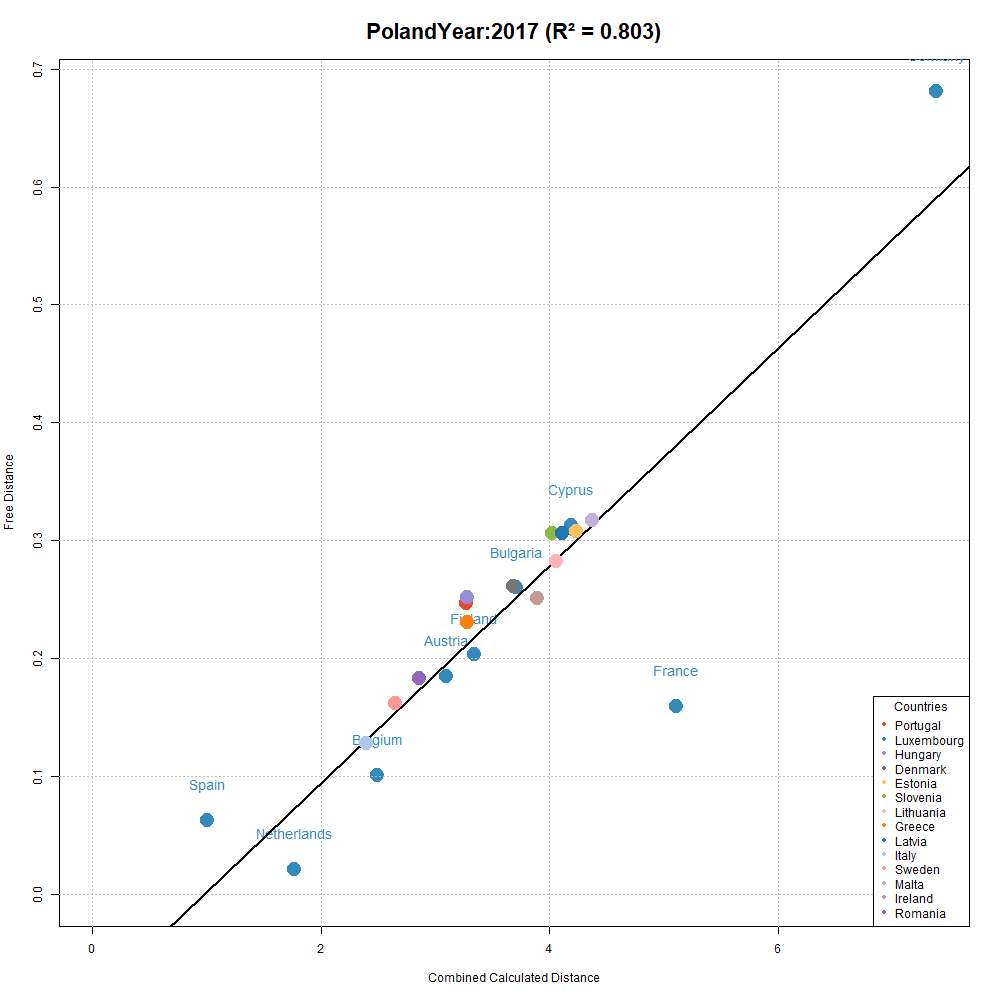 PolandYear:2017 (R² = 0.803)
0.7
0.6
0.5
0.4
0.3
0.2
0.1
0.0
Free Distance
Cyprus
Bulgaria
Finland
Austria
France
Belgium
Spain
Netherlands
Countries
Portugal
Luxembourg
Hungary
Denmark
Estonia
Slovenia
Lithuania
Greece
Latvia
Italy
Sweden
Malta
Ireland
Romania
0 2 4 6
Combined Calculated Distance